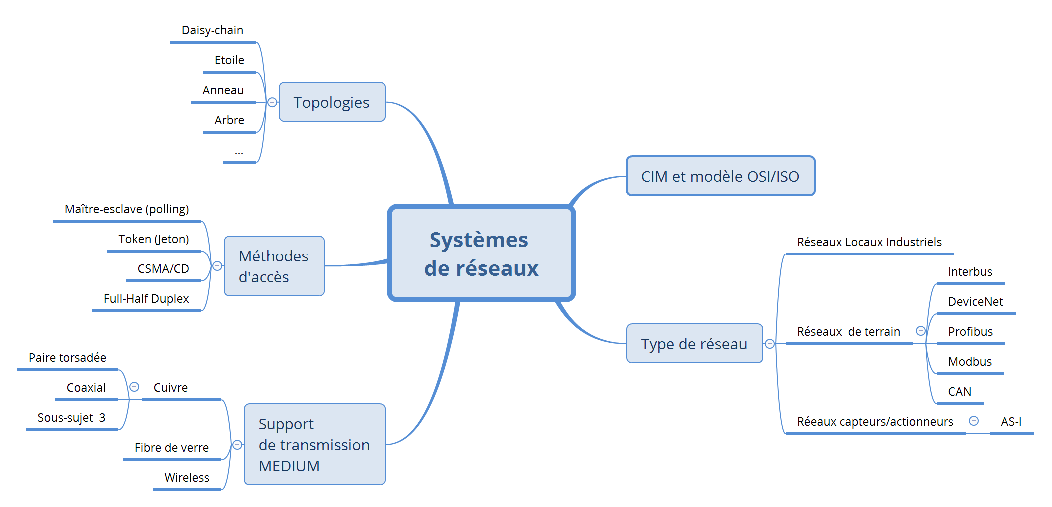 Systèmes
de réseaux
Topologies
Daisy-chain
Etoile
Anneau
Arbre
...
Méthodes
d'accès
Maître-esclave (polling)
Token (Jeton)
CSMA/CD
Full-Half Duplex
Support
de transmission
MEDIUM
Cuivre
Paire torsadée
Coaxial
Sous-sujet 3
Fibre de verre
Wireless
CIM et modèle OSI/ISO
Type de réseau
Réseaux Locaux Industriels
Réseaux de terrain
Interbus
DeviceNet
Profibus
Modbus
CAN
Réeaux capteurs/actionneurs
AS-I